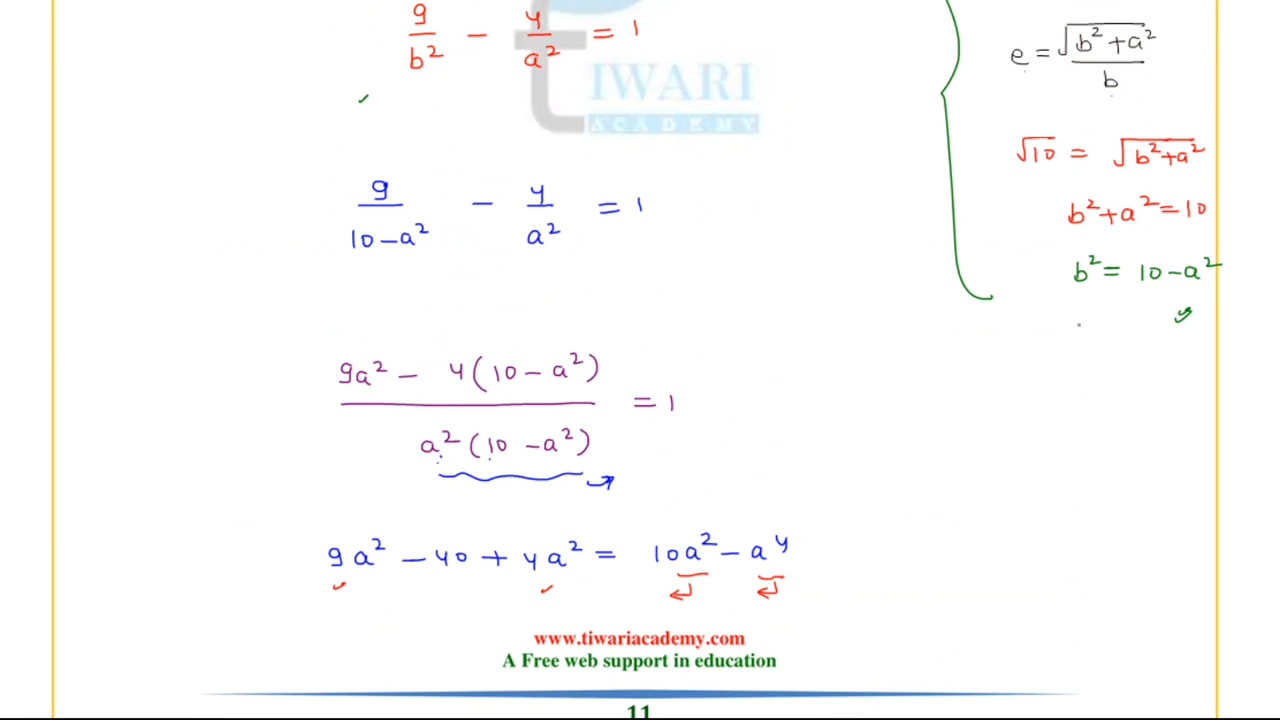 9/b² − 4/a² = 1
IWARI
ACADEMY
9/(10−a²) − 4/a² = 1
(9a² − 4(10−a²))/(a²(10−a²)) = 1
9a² − 40 + 4a² = 10a² − a⁴
e = √(b²+a²)/b
√10 = √(b²+a²)
b²+a² = 10
b² = 10−a²
www.tiwariacademy.com
A Free web support in education
11